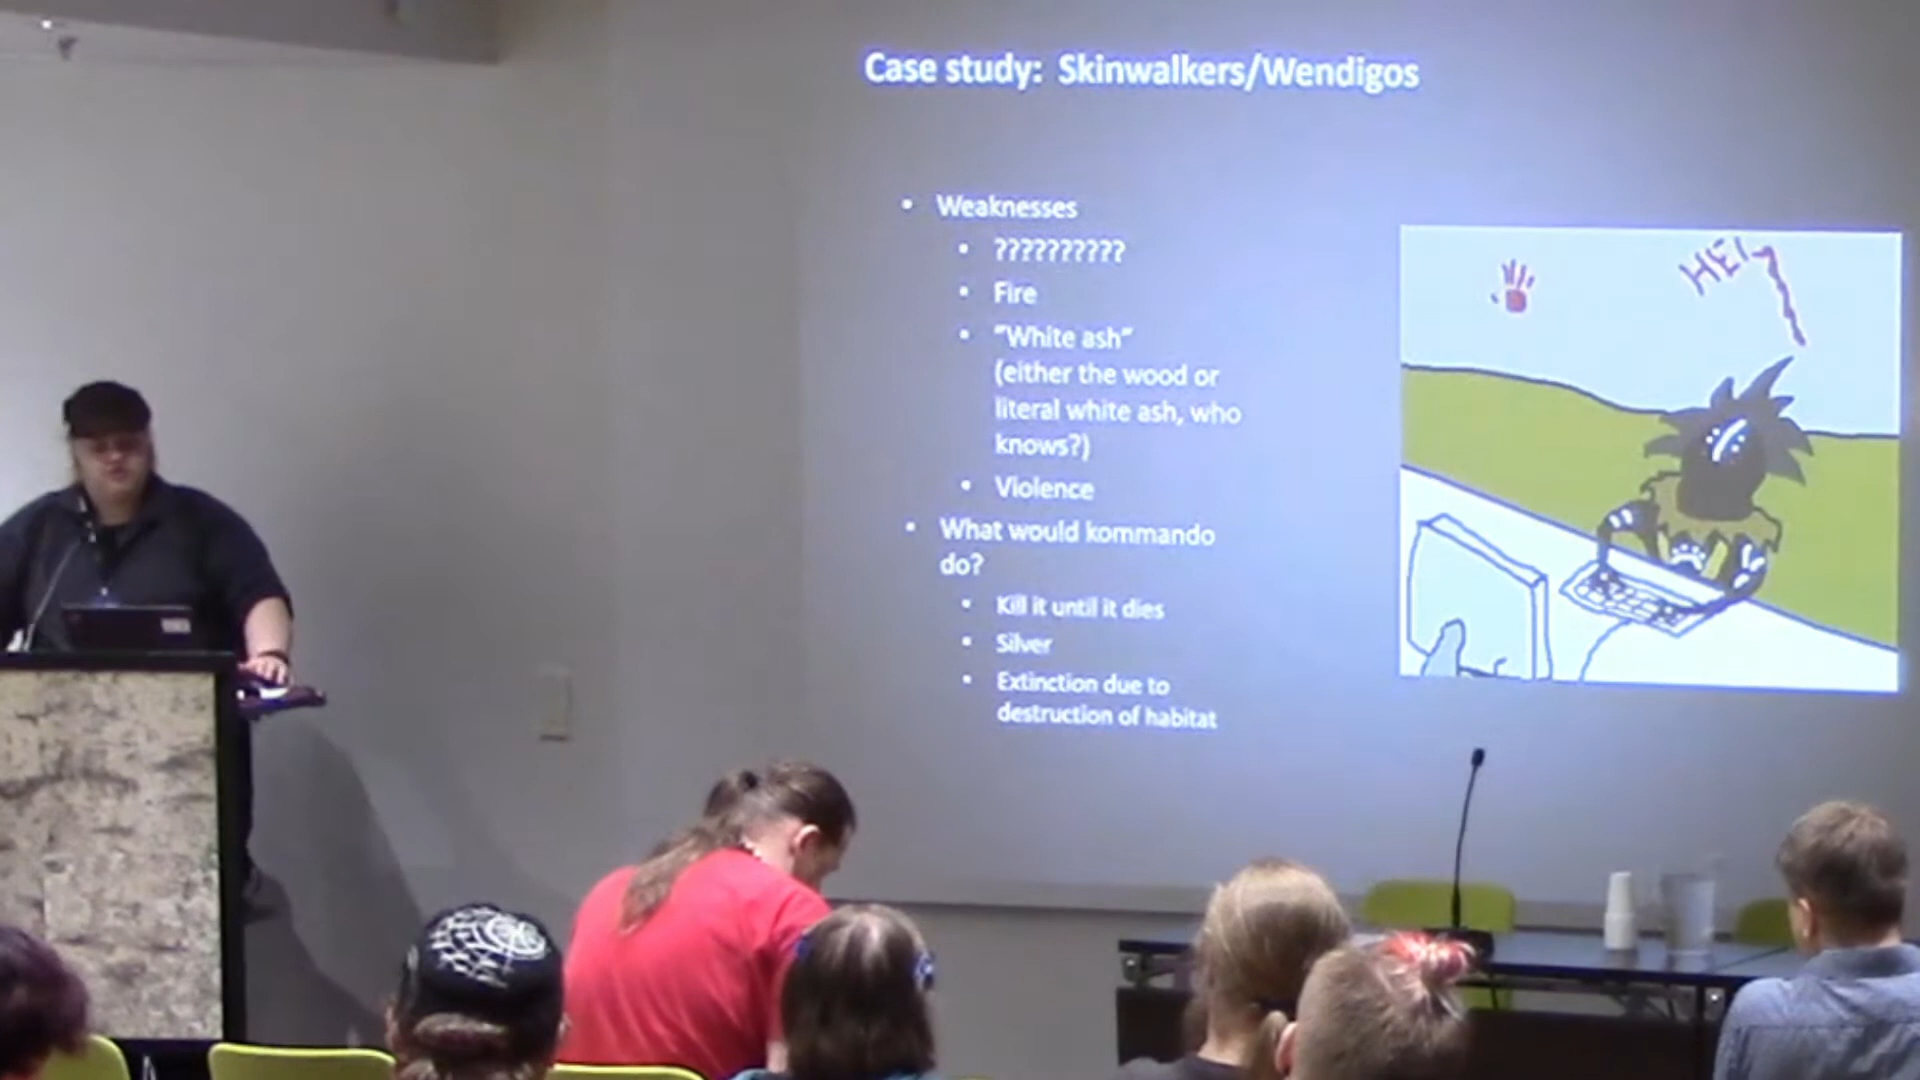 Case study: Skinwalkers/Wendigos
• Weaknesses
• ??????????
• Fire
• "White ash"
(either the wood or
literal white ash, who
knows?)
• Violence
• What would kommando
do?
• Kill it until it dies
• Silver
• Extinction due to
destruction of habitat
HEL